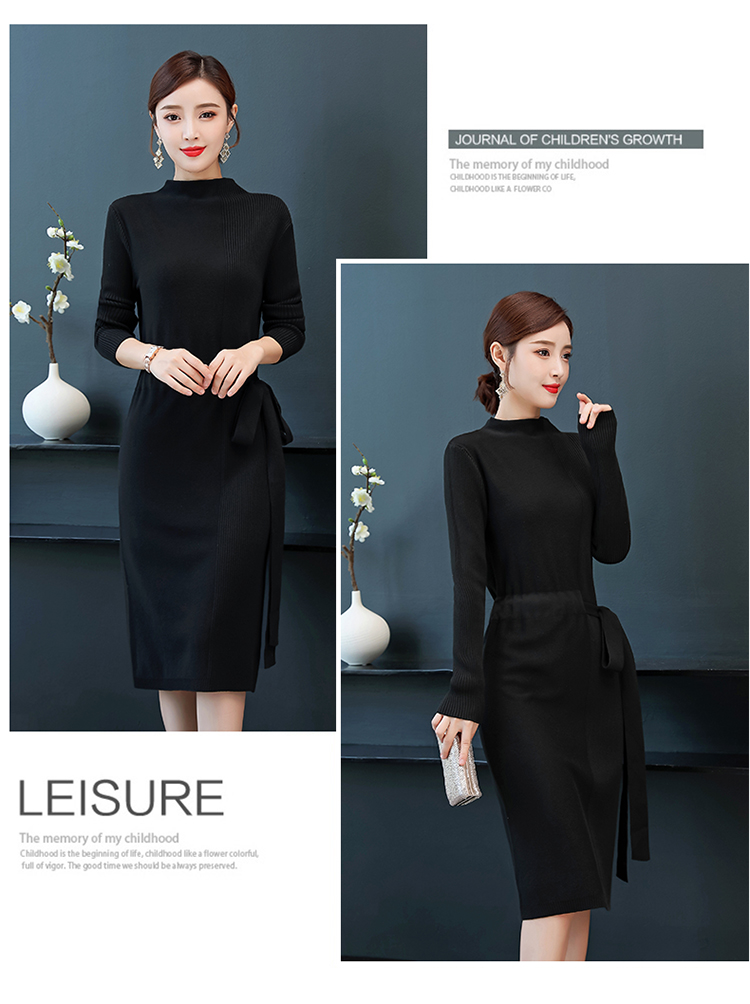 JOURNAL OF CHILDREN'S GROWTH
The memory of my childhood
CHILDHOOD IS THE BEGINNING OF LIFE,
CHILDHOOD LIKE A FLOWER CO
LEISURE
The memory of my childhood
Childhood is the beginning of life, childhood like a flower colorful,
full of vigor. The good time we should be always preserved.